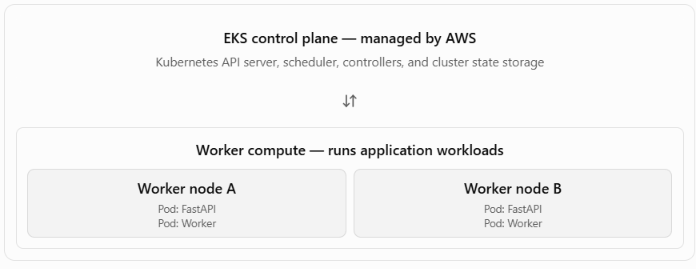 EKS control plane — managed by AWS
Kubernetes API server, scheduler, controllers, and cluster state storage
Worker compute — runs application workloads
Worker node A
Pod: FastAPI
Pod: Worker
Worker node B
Pod: FastAPI
Pod: Worker